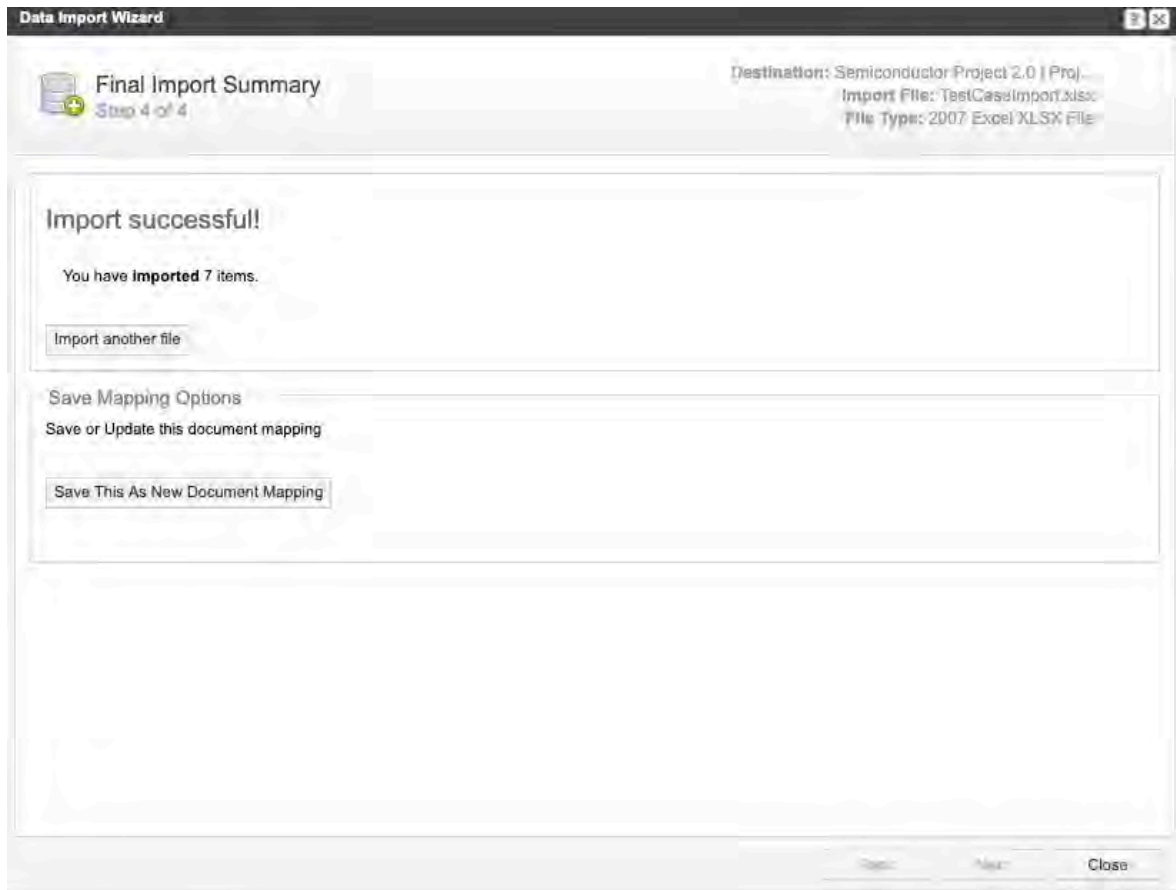 Data Import Wizard
Final Import Summary
Step 4 of 4
Destination: Semiconductor Project 2.0 | Proj...
Import File: TestCaseImport.xlsx
File Type: 2007 Excel XLSX File
Import successful!
You have imported 7 items.
Import another file
Save Mapping Options
Save or Update this document mapping
Save This As New Document Mapping
Next Close